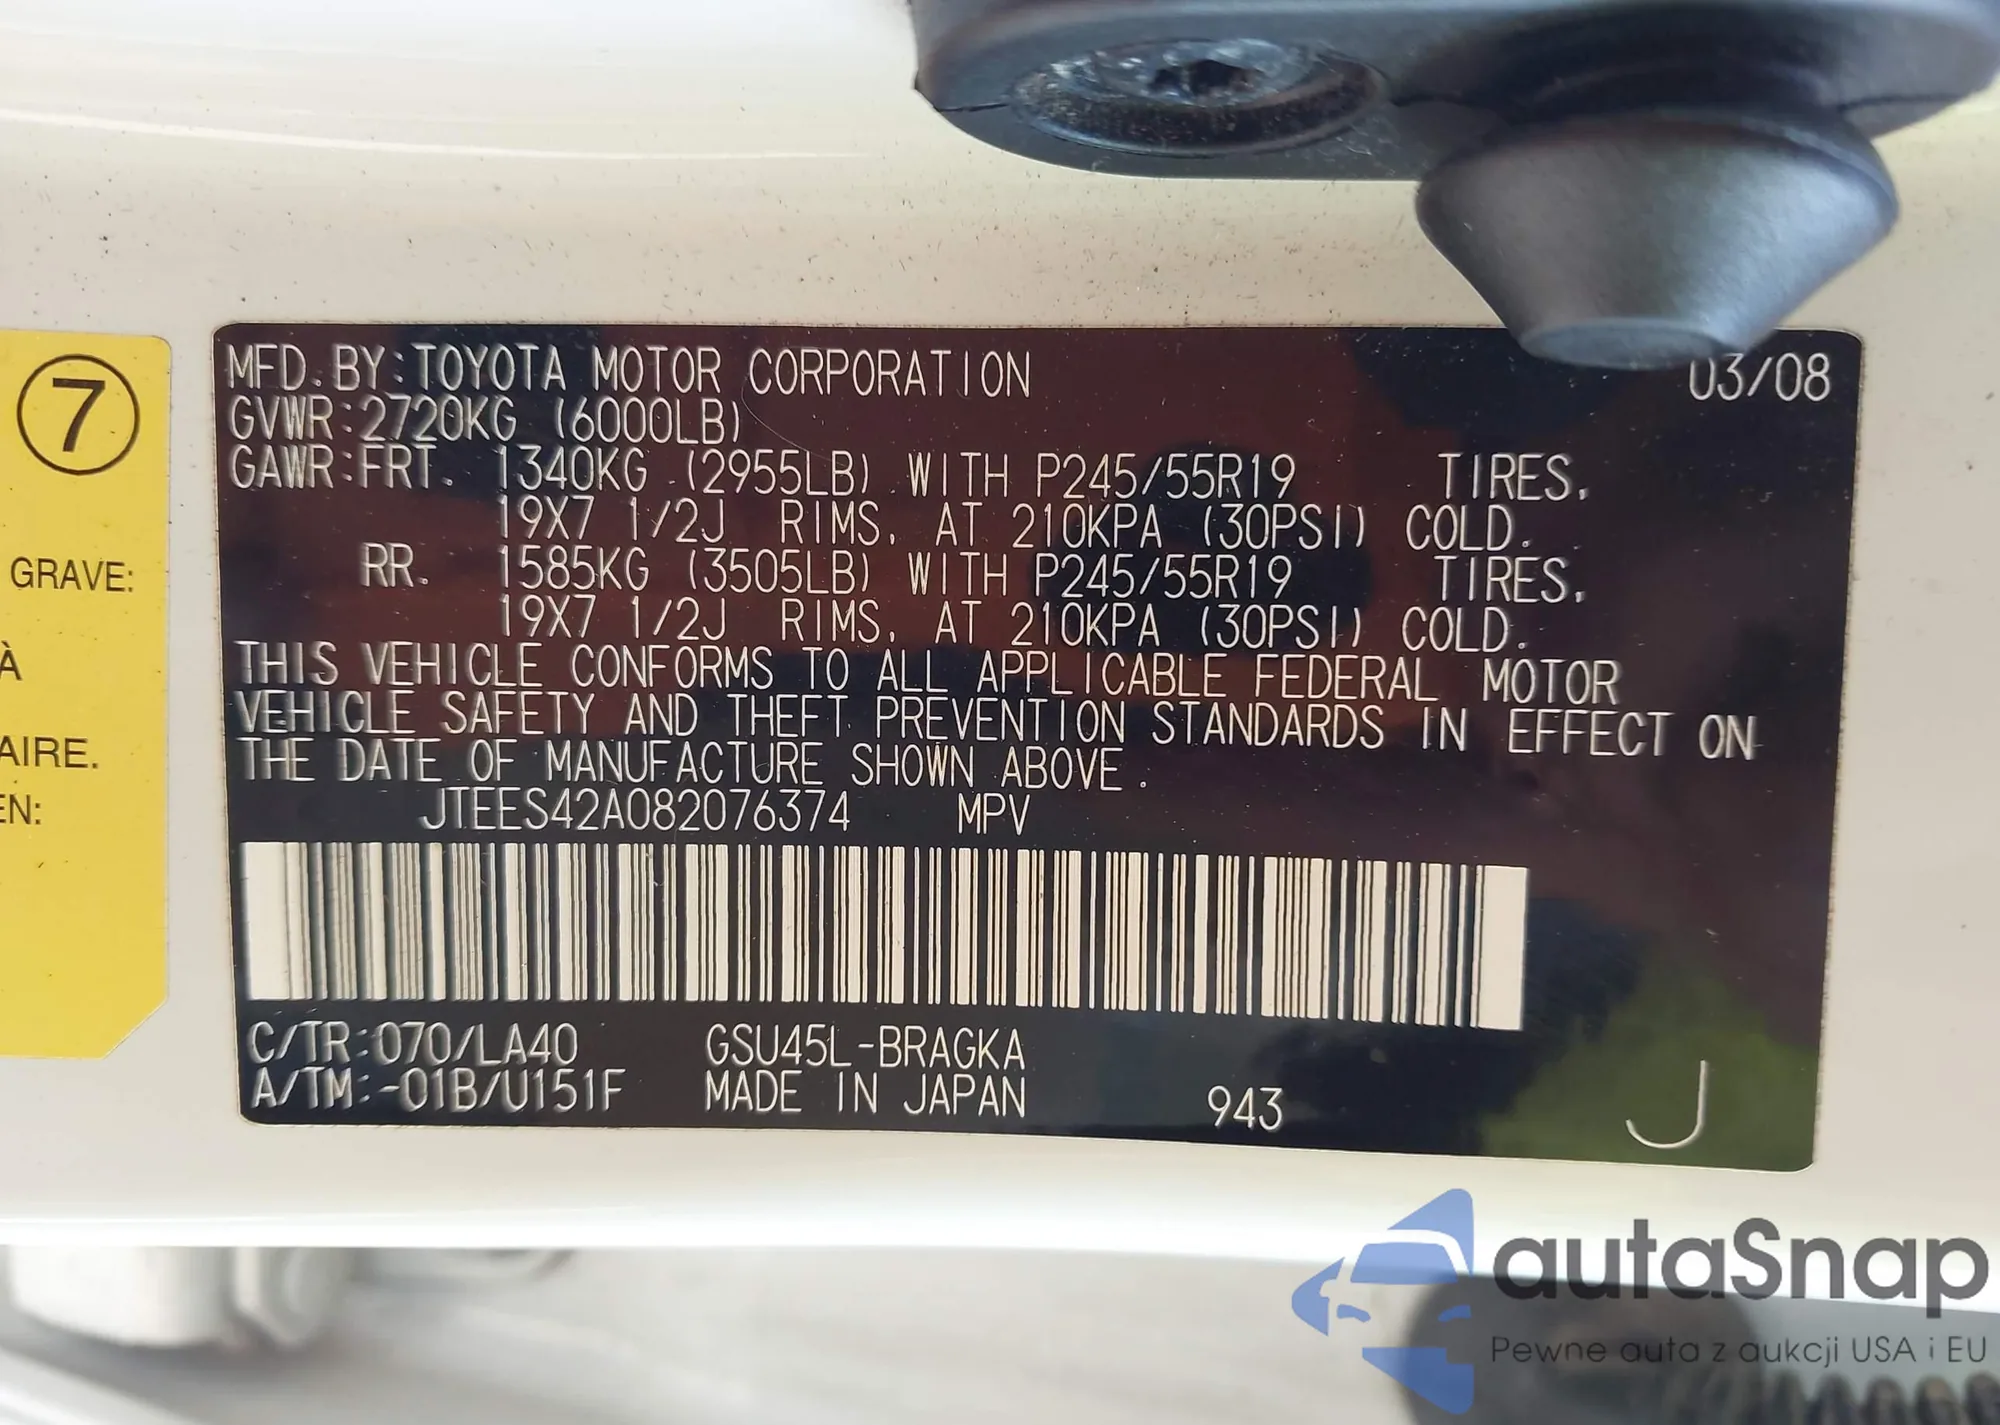 7
GRAVE:
À
AIRE.
EN:
MFD. BY: TOYOTA MOTOR CORPORATION 03/08
GVWR: 2720KG (6000LB)
GAWR: FRT. 1340KG (2955LB) WITH P245/55R19 TIRES,
19X7 1/2J RIMS, AT 210KPA (30PSI) COLD.
RR. 1585KG (3505LB) WITH P245/55R19 TIRES,
19X7 1/2J RIMS, AT 210KPA (30PSI) COLD.
THIS VEHICLE CONFORMS TO ALL APPLICABLE FEDERAL MOTOR
VEHICLE SAFETY AND THEFT PREVENTION STANDARDS IN EFFECT ON
THE DATE OF MANUFACTURE SHOWN ABOVE.
JTEES42A082076374 MPV
C/TR: 070/LA40 GSU45L-BRAGKA
A/TM: -01B/U151F MADE IN JAPAN 943 J
autaSnap
Pewne auta z aukcji USA i EU